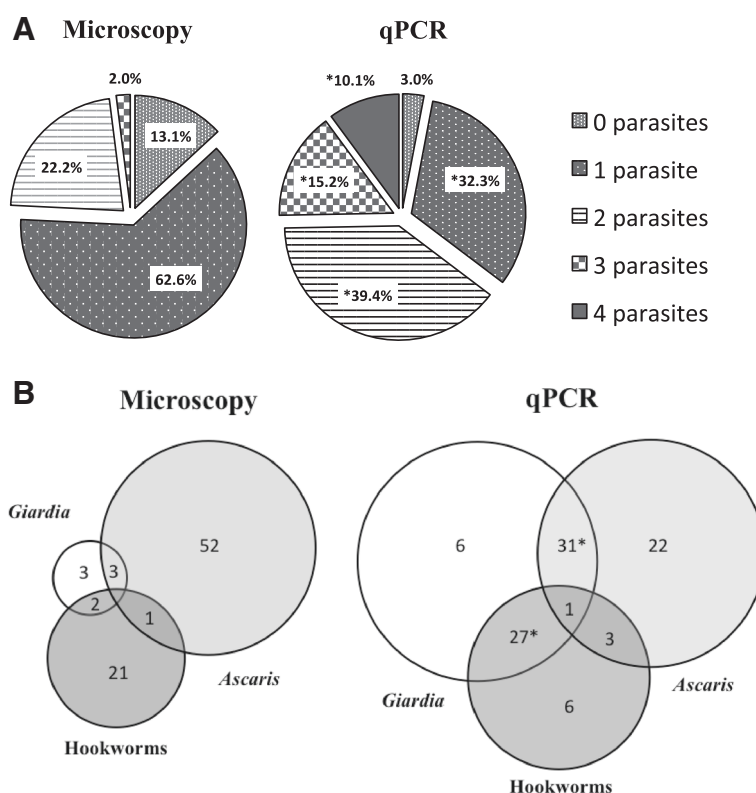 A
Microscopy
qPCR
2.0%
13.1%
22.2%
62.6%
*10.1%
3.0%
*15.2%
*32.3%
*39.4%
0 parasites
1 parasite
2 parasites
3 parasites
4 parasites
B
Microscopy
qPCR
Giardia
52
3
3
2
1
21
Ascaris
Hookworms
6
31*
22
1
27*
3
Giardia
Ascaris
6
Hookworms